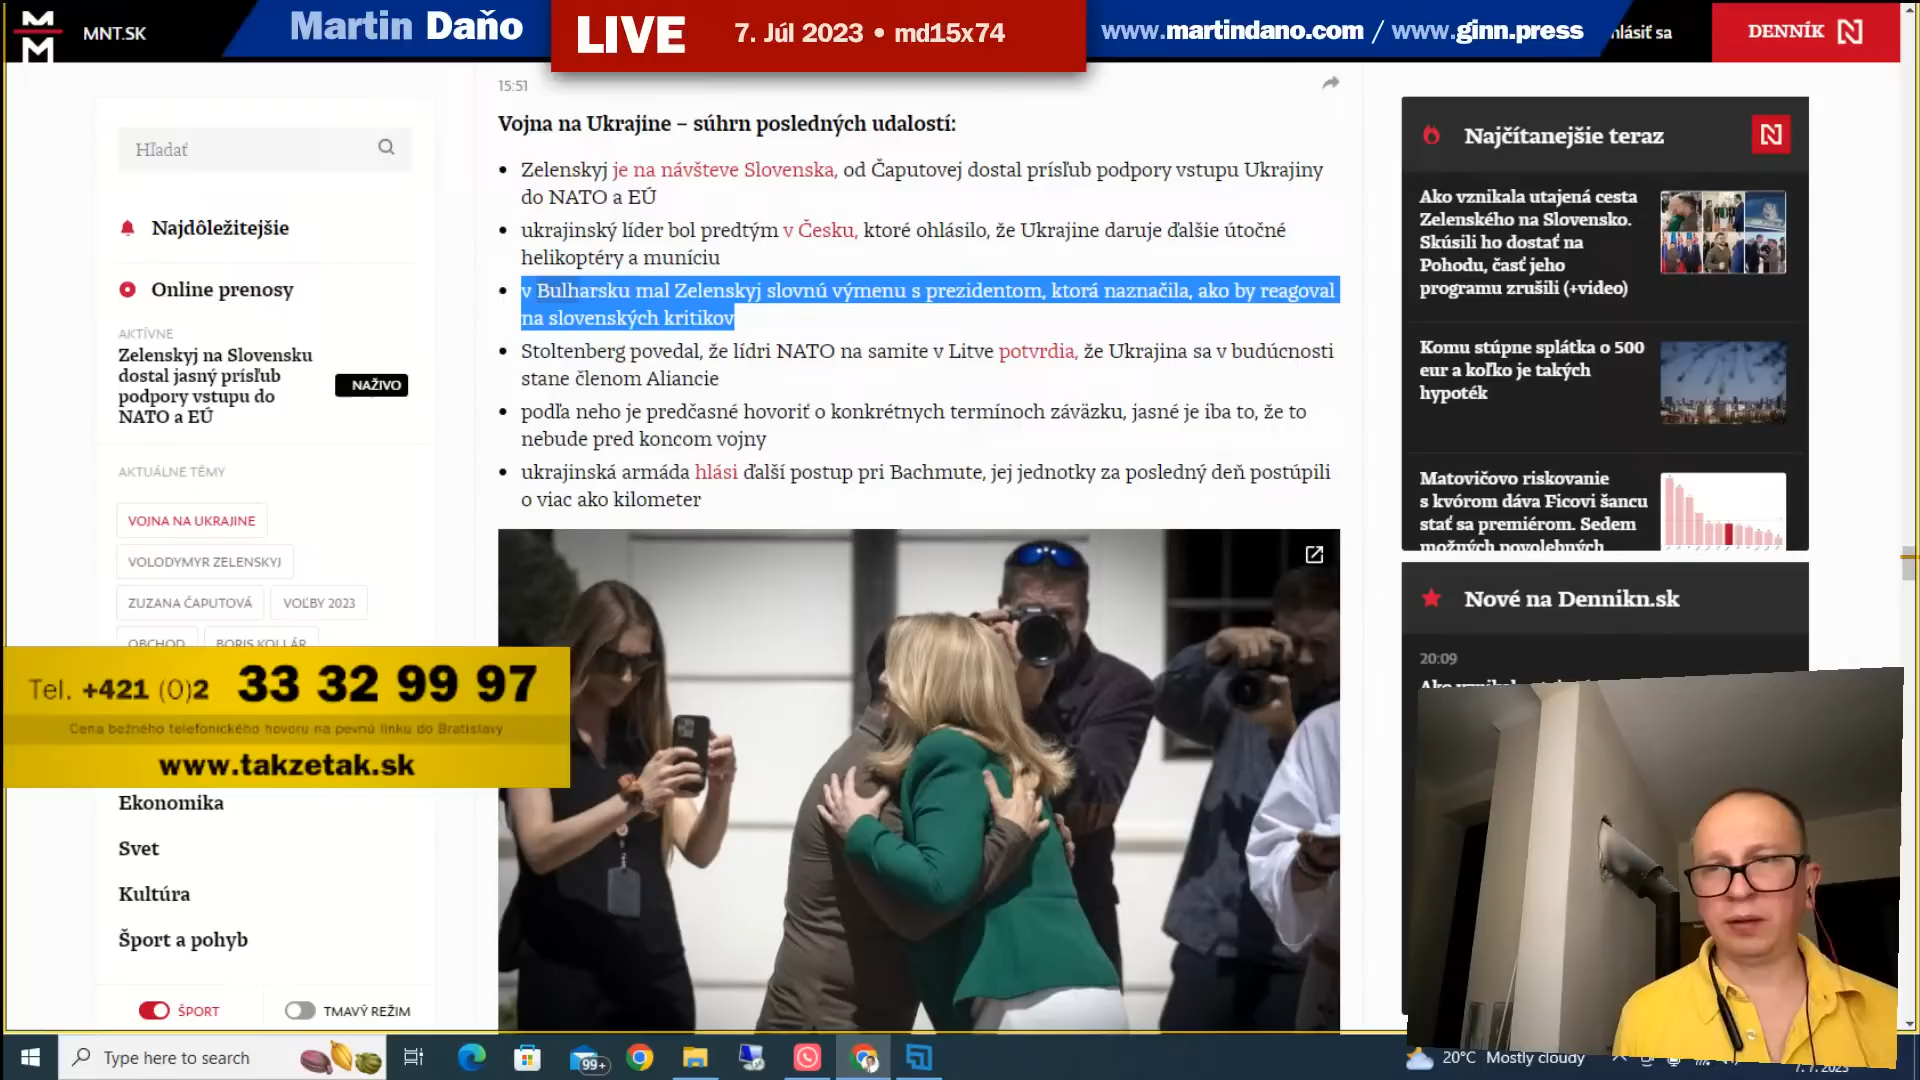 MNT.SK
Martin Daňo
LIVE
7. Júl 2023 • md15x74
www.martindano.com / www.ginn.press
hlásiť sa
DENNÍK N
15:51
Hľadať
Najdôležitejšie
Online prenosy
AKTÍVNE
Zelenskyj na Slovensku
dostal jasný prísľub
podpory vstupu do
NATO a EÚ
NAŽIVO
AKTUÁLNE TÉMY
VOJNA NA UKRAJINE
VOLODYMYR ZELENSKYJ
ZUZANA ČAPUTOVÁ
VOĽBY 2023
OBCHOD
BORIS KOLLÁR
Tel. +421 (0)2 33 32 99 97
Cena bežného telefonického hovoru na pevnú linku do Bratislavy
www.takzetak.sk
Ekonomika
Svet
Kultúra
Šport a pohyb
ŠPORT
TMAVÝ REŽIM
Vojna na Ukrajine – súhrn posledných udalostí:
• Zelenskyj je na návšteve Slovenska, od Čaputovej dostal prísľub podpory vstupu Ukrajiny
do NATO a EÚ
• ukrajinský líder bol predtým v Česku, ktoré ohlásilo, že Ukrajine daruje ďalšie útočné
helikoptéry a muníciu
• v Bulharsku mal Zelenskyj slovnú výmenu s prezidentom, ktorá naznačila, ako by reagoval
na slovenských kritikov
• Stoltenberg povedal, že lídri NATO na samite v Litve potvrdia, že Ukrajina sa v budúcnosti
stane členom Aliancie
• podľa neho je predčasné hovoriť o konkrétnych termínoch záväzku, jasné je iba to, že to
nebude pred koncom vojny
• ukrajinská armáda hlási ďalší postup pri Bachmute, jej jednotky za posledný deň postúpili
o viac ako kilometer
Najčítanejšie teraz
N
Ako vznikala utajená cesta
Zelenského na Slovensko.
Skúsili ho dostať na
Pohodu, časť jeho
programu zrušili (+video)
Komu stúpne splátka o 500
eur a koľko je takých
hypoték
Matovičovo riskovanie
s kvórom dáva Ficovi šancu
stať sa premiérom. Sedem
možných povolebných
Nové na Dennikn.sk
20:09
Type here to search
99+
20°C Mostly cloudy
7. 7. 2023